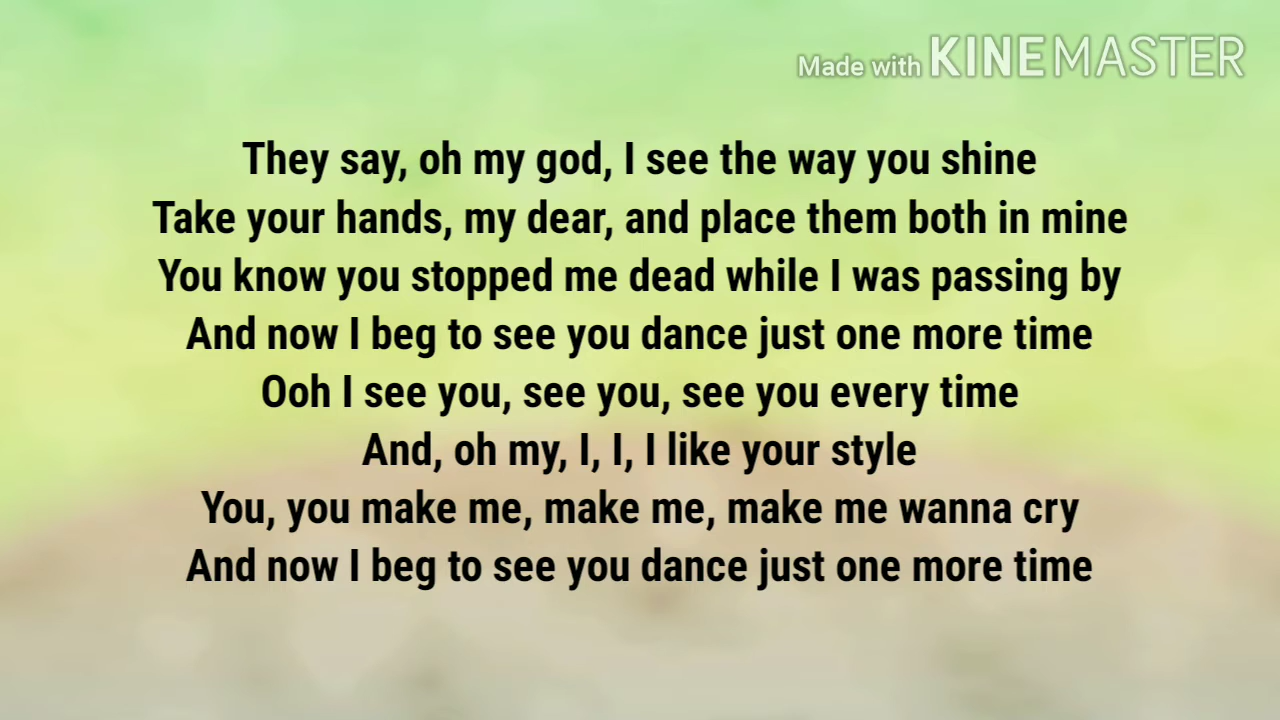 Made with KINEMASTER
They say, oh my god, I see the way you shine
Take your hands, my dear, and place them both in mine
You know you stopped me dead while I was passing by
And now I beg to see you dance just one more time
Ooh I see you, see you, see you every time
And, oh my, I, I, I like your style
You, you make me, make me, make me wanna cry
And now I beg to see you dance just one more time